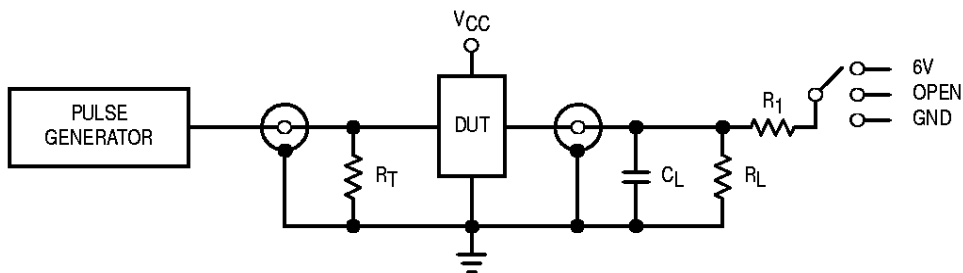 VCC
PULSE
GENERATOR
DUT
RT
CL
RL
R1
6V
OPEN
GND